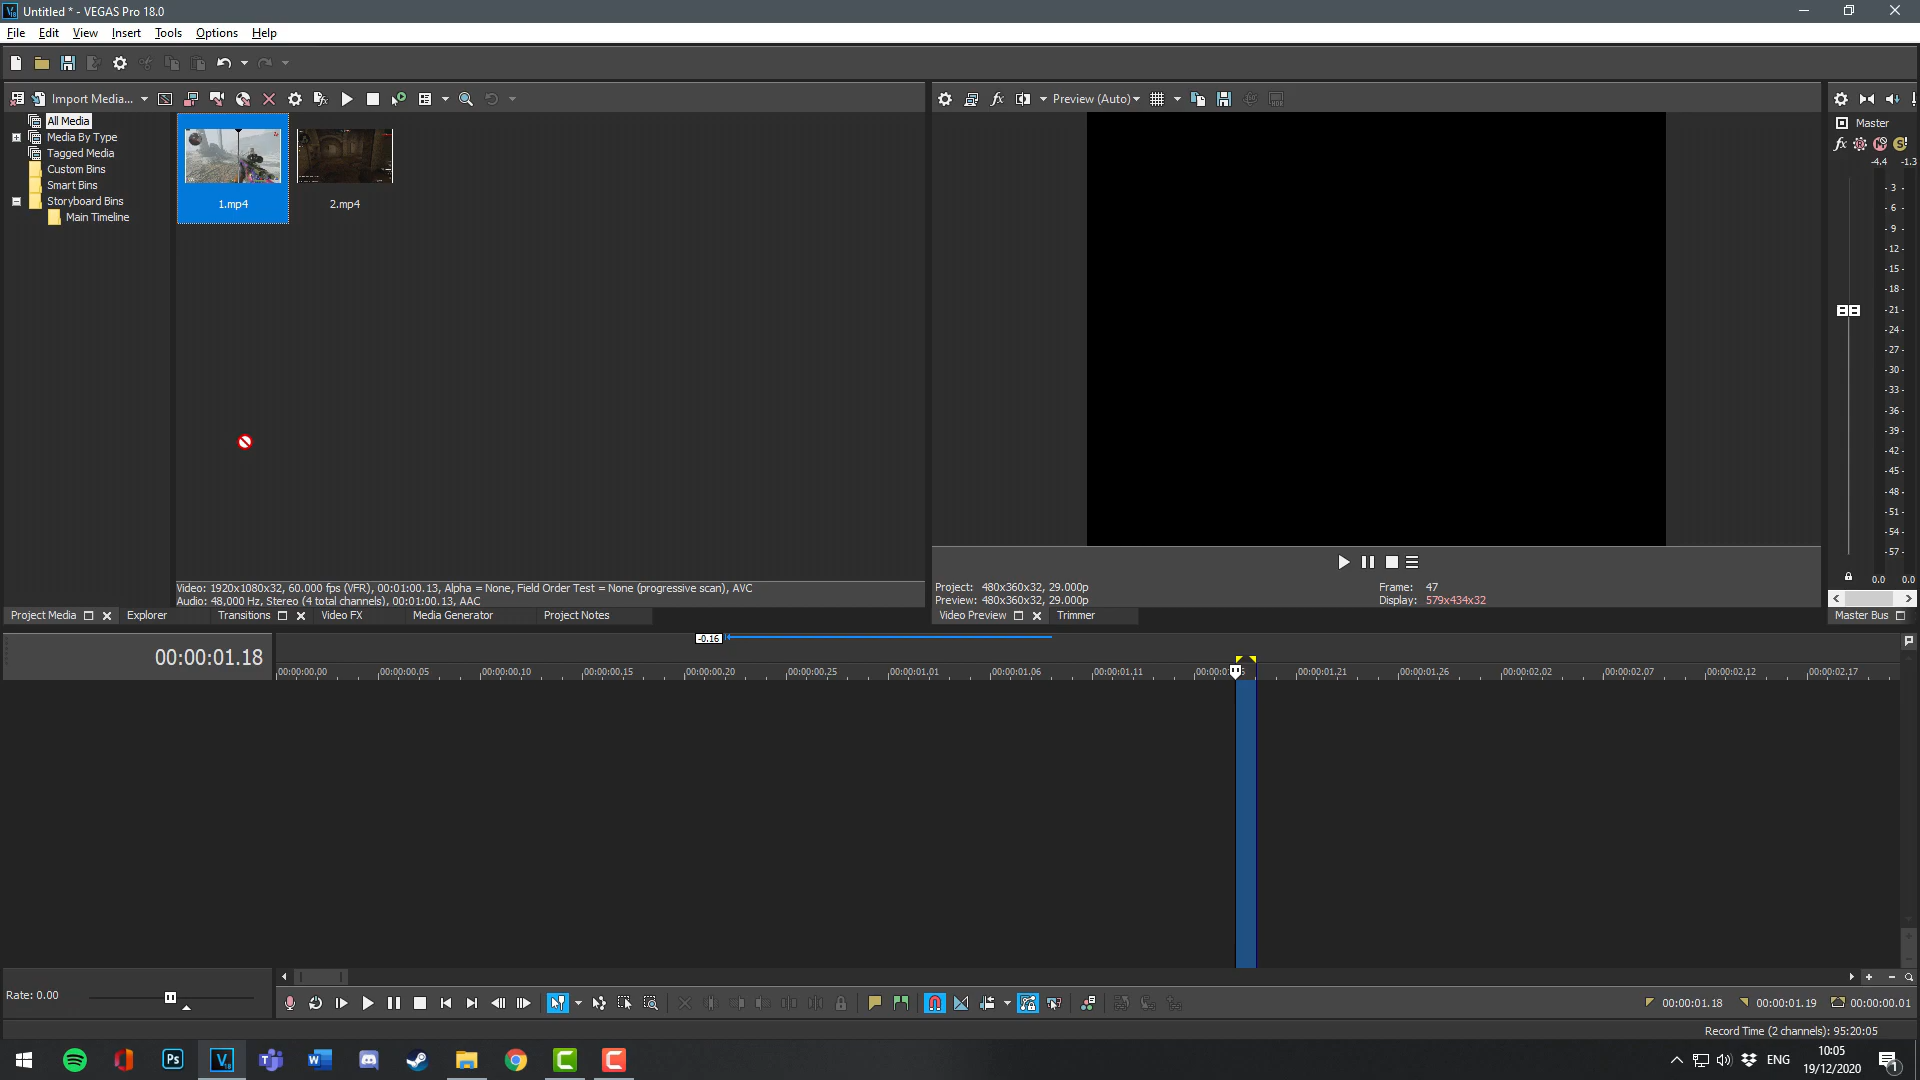 Untitled * - VEGAS Pro 18.0
File Edit View Insert Tools Options Help
Import Media...
Preview (Auto)
All Media
Media By Type
Tagged Media
Custom Bins
Smart Bins
Storyboard Bins
Main Timeline
1.mp4
2.mp4
Master
-4.4 -1.3
- 3 -
- 6 -
- 9 -
-12 -
-15 -
-18 -
-21 -
-24 -
-27 -
-30 -
-33 -
-36 -
-39 -
-42 -
-45 -
-48 -
-51 -
-54 -
-57 -
0.0 0.0
Video: 1920x1080x32, 60.000 fps (VFR), 00:01:00.13, Alpha = None, Field Order Test = None (progressive scan), AVC
Audio: 48,000 Hz, Stereo (4 total channels), 00:01:00.13, AAC
Project: 480x360x32, 29.000p
Preview: 480x360x32, 29.000p
Frame: 47
Display: 579x434x32
Project Media Explorer Transitions Video FX Media Generator Project Notes
Video Preview Trimmer
Master Bus
-0.16
00:00:01.18
00:00:00.00 00:00:00.05 00:00:00.10 00:00:00.15 00:00:00.20 00:00:00.25 00:00:01.01 00:00:01.06 00:00:01.11 00:00:01.21 00:00:01.26 00:00:02.02 00:00:02.07 00:00:02.12 00:00:02.17
Rate: 0.00
00:00:01.18 00:00:01.19 00:00:00.01
Record Time (2 channels): 95:20:05
ENG
10:05
19/12/2020